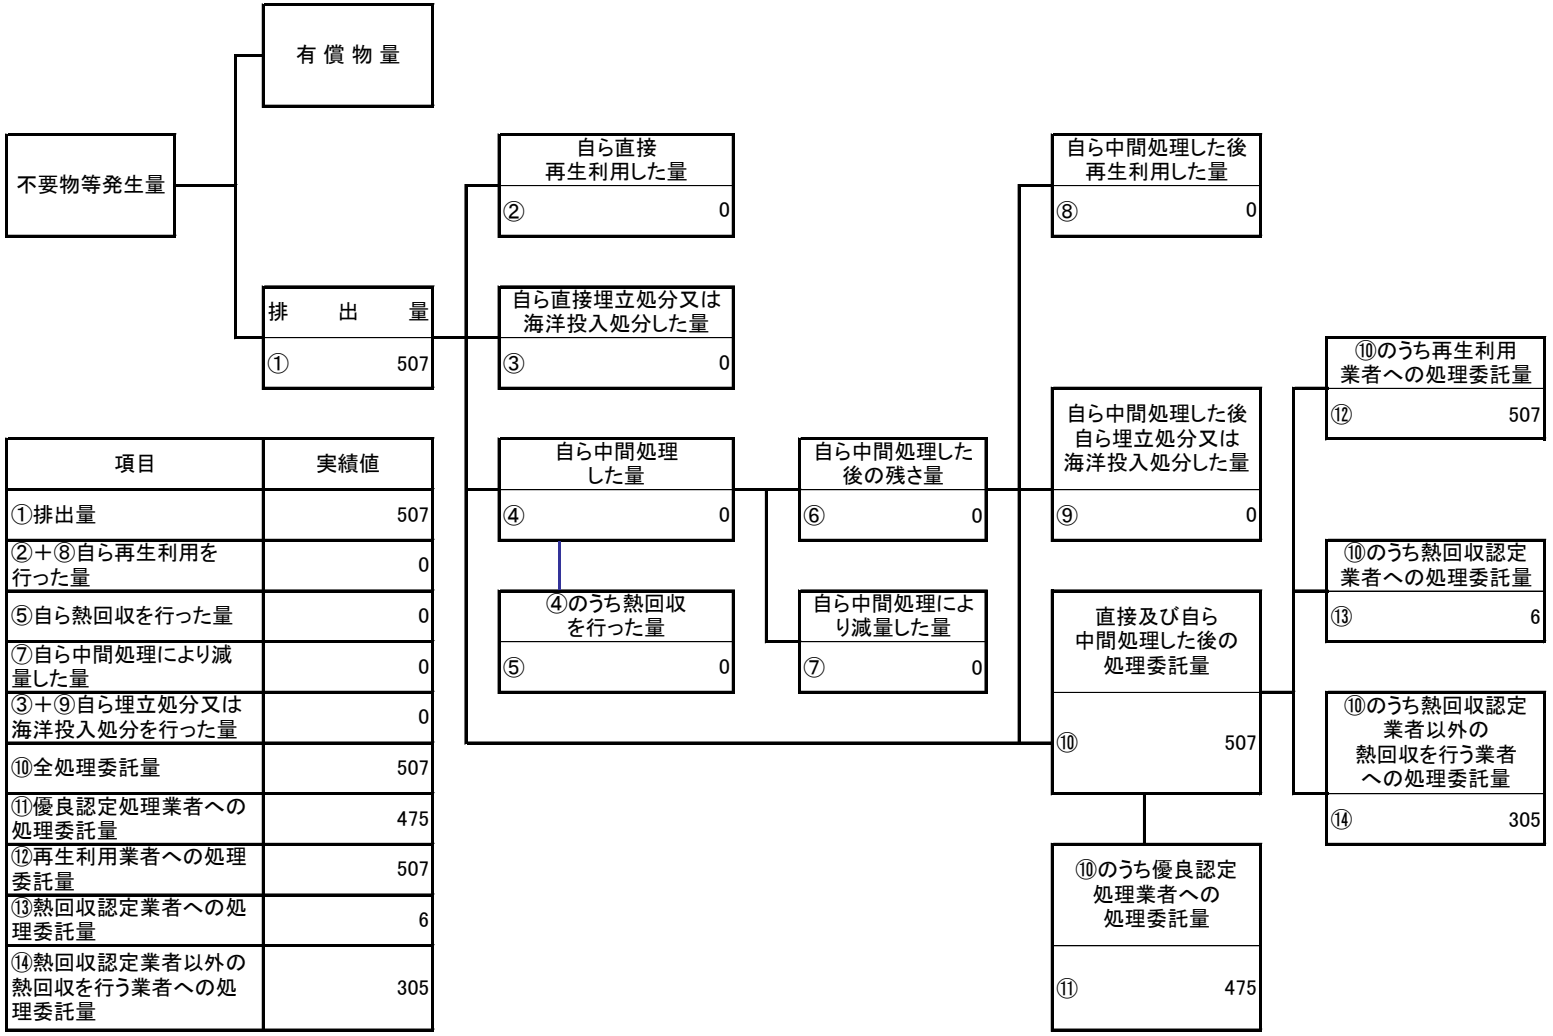 有 償 物 量
不要物等発生量
排 出 量
① 507
自ら直接
再生利用した量
② 0
自ら直接埋立処分又は
海洋投入処分した量
③ 0
自ら中間処理
した量
④ 0
④のうち熱回収
を行った量
⑤ 0
自ら中間処理した
後の残さ量
⑥ 0
自ら中間処理によ
り減量した量
⑦ 0
自ら中間処理した後
再生利用した量
⑧ 0
自ら中間処理した後
自ら埋立処分又は
海洋投入処分した量
⑨ 0
直接及び自ら
中間処理した後の
処理委託量
⑩ 507
⑩のうち優良認定
処理業者への
処理委託量
⑪ 475
⑩のうち再生利用
業者への処理委託量
⑫ 507
⑩のうち熱回収認定
業者への処理委託量
⑬ 6
⑩のうち熱回収認定
業者以外の
熱回収を行う業者
への処理委託量
⑭ 305
項目 実績値
①排出量 507
②＋⑧自ら再生利用を
行った量 0
⑤自ら熱回収を行った量 0
⑦自ら中間処理により減
量した量 0
③＋⑨自ら埋立処分又は
海洋投入処分を行った量 0
⑩全処理委託量 507
⑪優良認定処理業者への
処理委託量 475
⑫再生利用業者への処理
委託量 507
⑬熱回収認定業者への処
理委託量 6
⑭熱回収認定業者以外の
熱回収を行う業者への処
理委託量 305